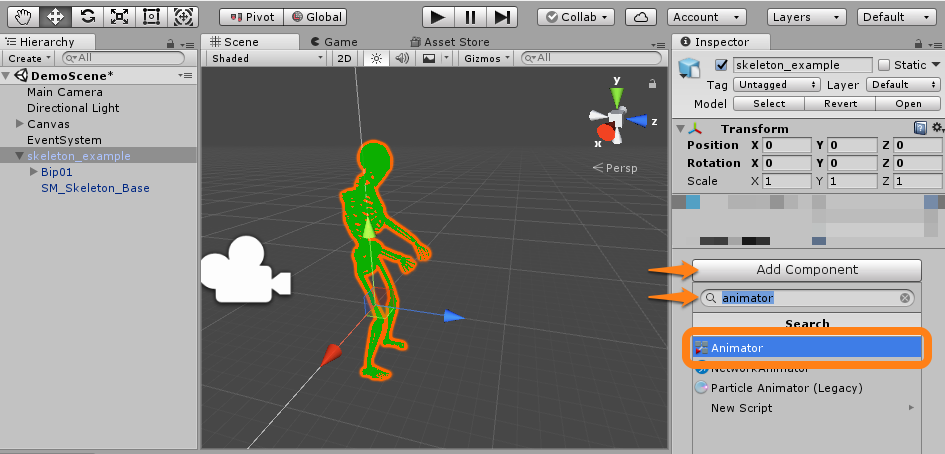 Pivot Global Collab Account Layers Default
Hierarchy
Create All
DemoScene*
Main Camera
Directional Light
Canvas
EventSystem
skeleton_example
Bip01
SM_Skeleton_Base
Scene Game Asset Store
Shaded 2D Gizmos All
y
z
x
Persp
Inspector
skeleton_example Static
Tag Untagged Layer Default
Model Select Revert Open
Transform
Position X 0 Y 0 Z 0
Rotation X 0 Y 0 Z 0
Scale X 1 Y 1 Z 1
Add Component
animator
Search
Animator
NetworkAnimator
Particle Animator (Legacy)
New Script